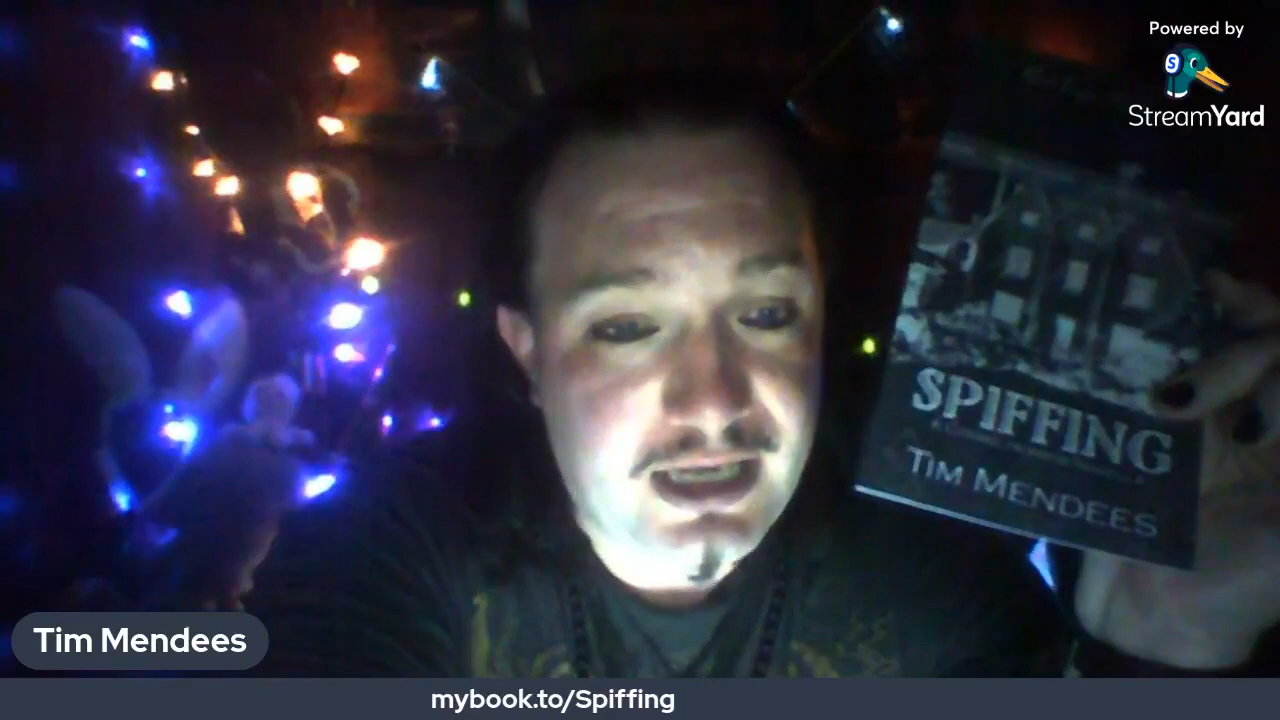 Powered by
StreamYard
SPIFFING
TIM MENDEES
Tim Mendees
mybook.to/Spiffing